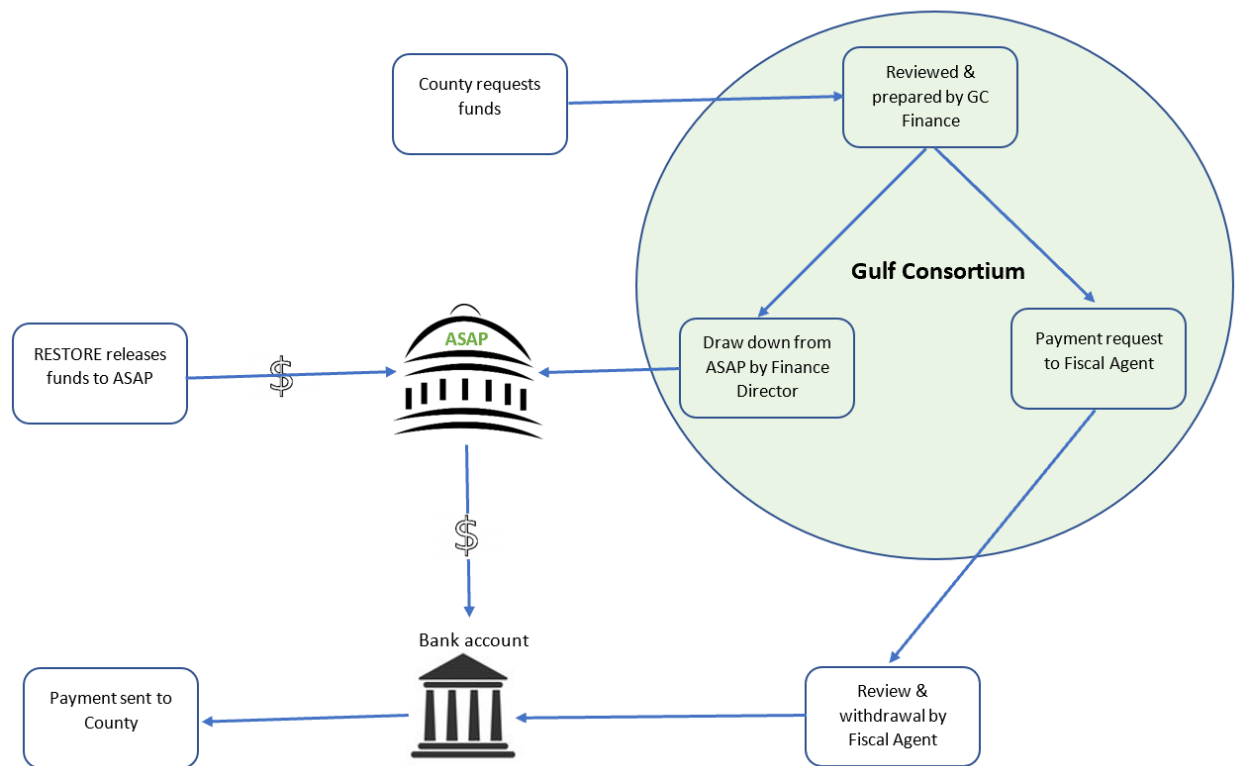 County requests
funds
Reviewed &
prepared by GC
Finance
Gulf Consortium
RESTORE releases
funds to ASAP
$
ASAP
Draw down from
ASAP by Finance
Director
Payment request
to Fiscal Agent
$
Bank account
Payment sent to
County
Review &
withdrawal by
Fiscal Agent